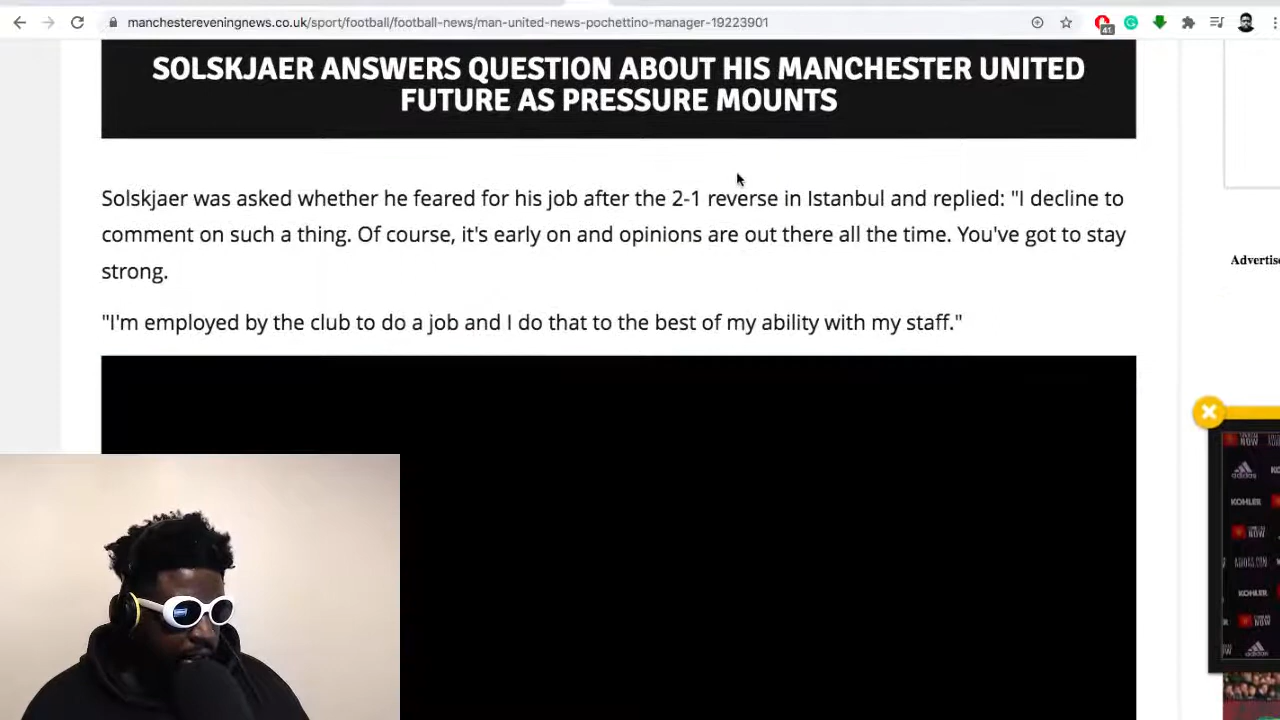 manchestereveningnews.co.uk/sport/football/football-news/man-united-news-pochettino-manager-19223901
41
SOLSKJAER ANSWERS QUESTION ABOUT HIS MANCHESTER UNITED
FUTURE AS PRESSURE MOUNTS
Solskjaer was asked whether he feared for his job after the 2-1 reverse in Istanbul and replied: "I decline to
comment on such a thing. Of course, it's early on and opinions are out there all the time. You've got to stay
strong.
Advertise
"I'm employed by the club to do a job and I do that to the best of my ability with my staff."
adidas
KOHLER
KOHLER